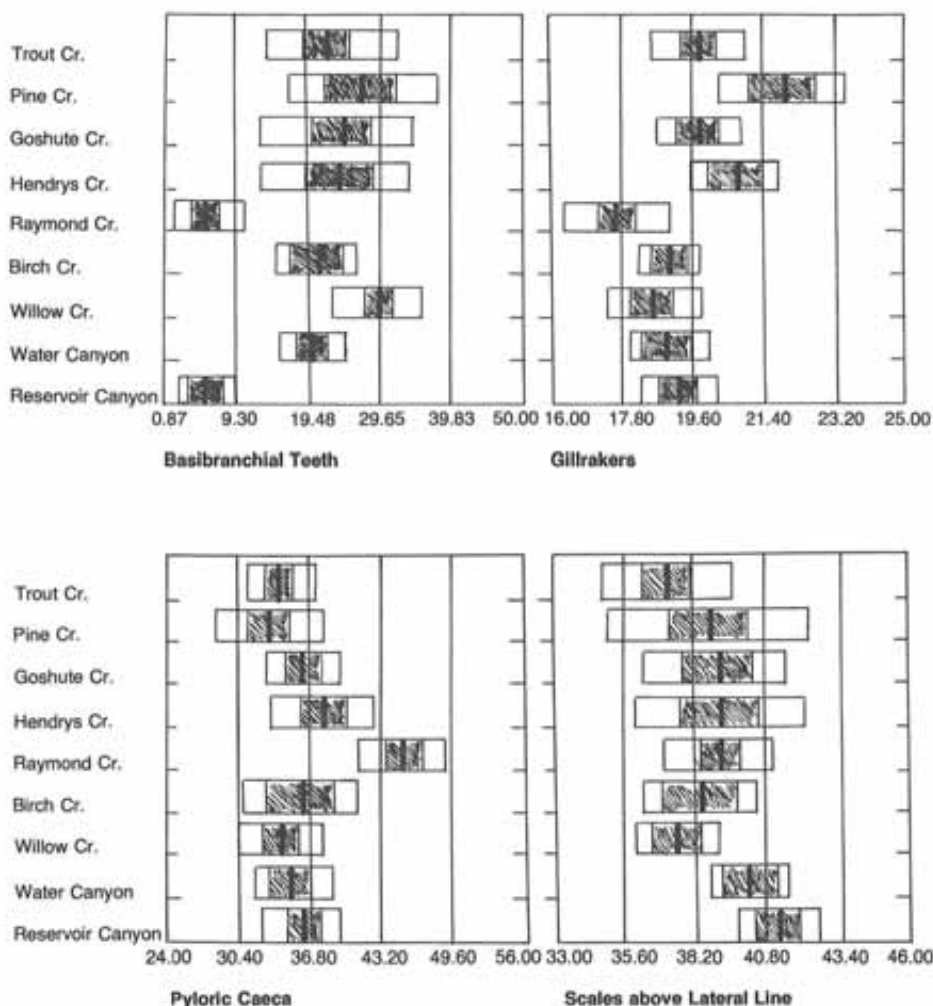 Trout Cr.
Pine Cr.
Goshute Cr.
Hendrys Cr.
Raymond Cr.
Birch Cr.
Willow Cr.
Water Canyon
Reservoir Canyon
0.87 9.30 19.48 29.65 39.83 50.00
16.00 17.80 19.60 21.40 23.20 25.00
Basibranchial Teeth
Gillrakers
Trout Cr.
Pine Cr.
Goshute Cr.
Hendrys Cr.
Raymond Cr.
Birch Cr.
Willow Cr.
Water Canyon
Reservoir Canyon
24.00 30.40 36.80 43.20 49.60 56.00
33.00 35.60 38.20 40.80 43.40 46.00
Pyloric Caeca
Scales above Lateral Line